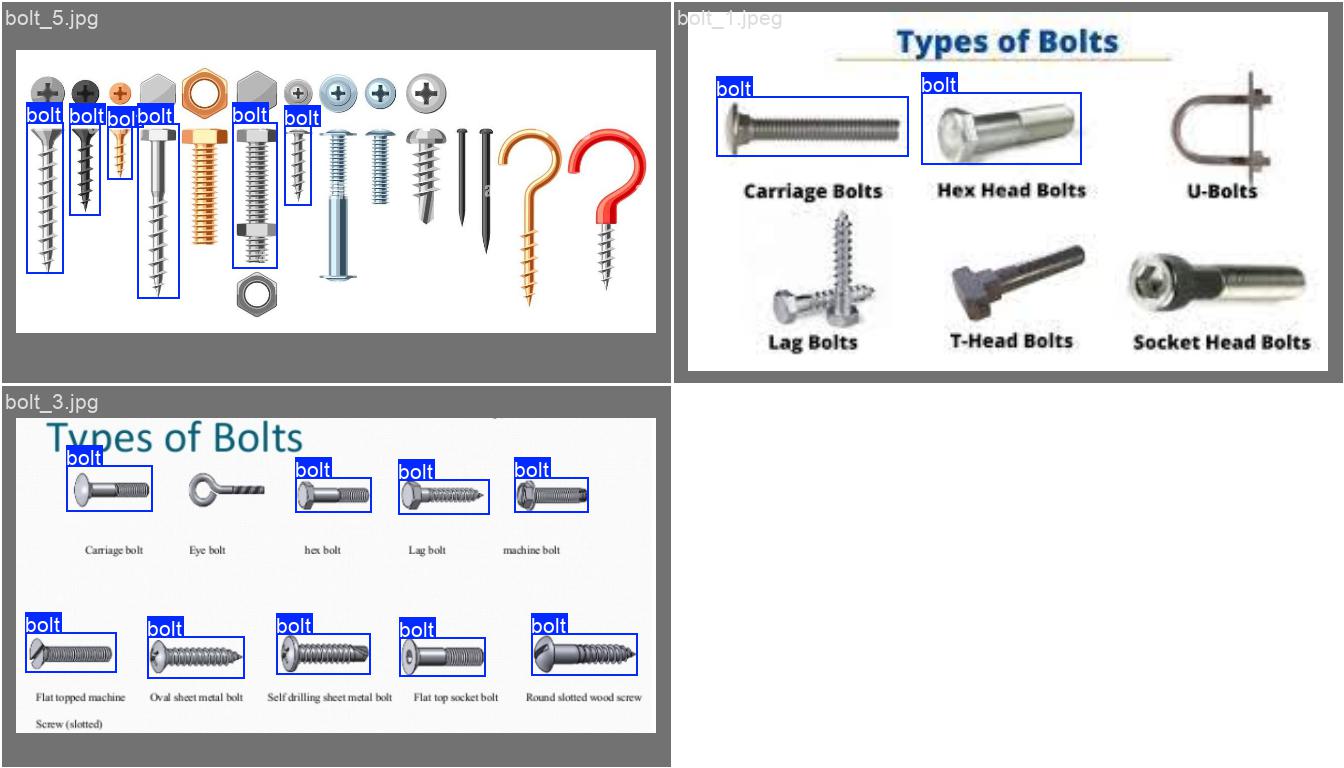 bolt_5.jpg
bolt
bolt
bolt
bolt
bolt
bolt
a
bolt_1.jpeg
Types of Bolts
bolt
bolt
Carriage Bolts
Hex Head Bolts
U-Bolts
Lag Bolts
T-Head Bolts
Socket Head Bolts
bolt_3.jpg
Types of Bolts
bolt
bolt
bolt
bolt
Carriage bolt
Eye bolt
hex bolt
Lag bolt
machine bolt
bolt
bolt
bolt
bolt
bolt
Flat topped machine
Screw (slotted)
Oval sheet metal bolt
Self drilling sheet metal bolt
Flat top socket bolt
Round slotted wood screw